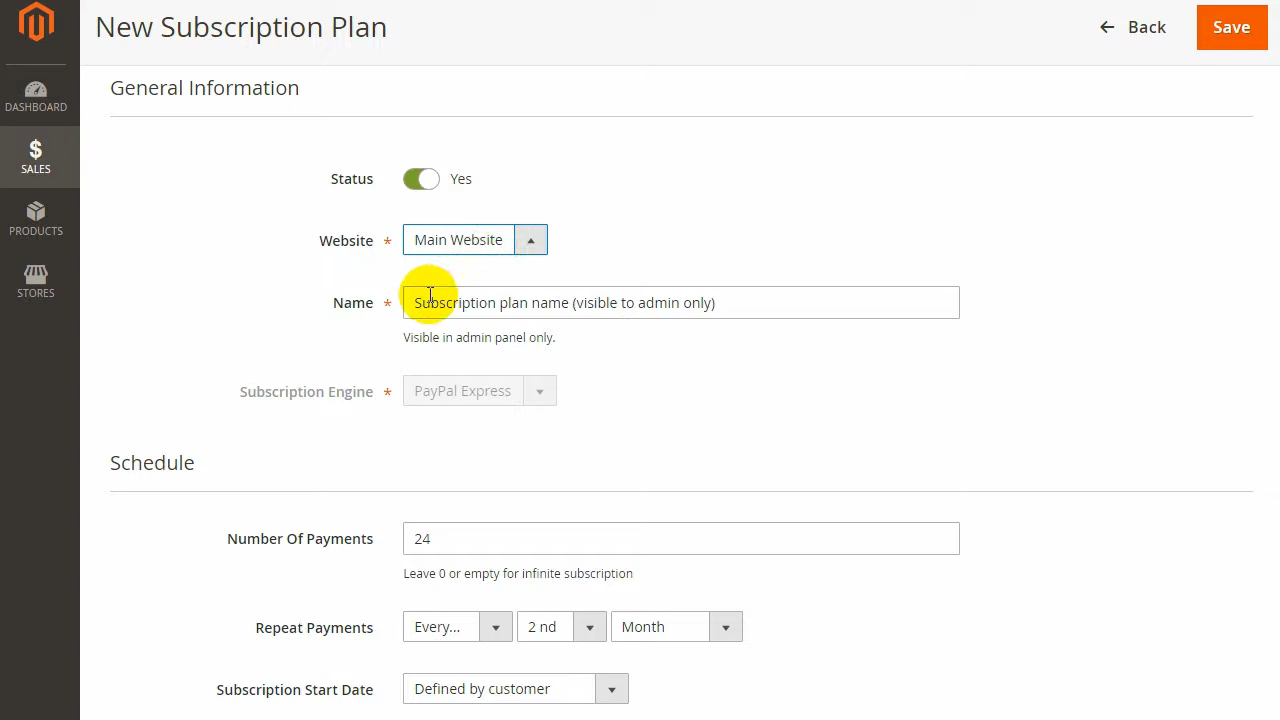 New Subscription Plan
Back
Save
General Information
DASHBOARD
$
SALES
Status
Yes
Website *
Main Website
PRODUCTS
Name *
Subscription plan name (visible to admin only)
STORES
Visible in admin panel only.
Subscription Engine *
PayPal Express
Schedule
Number Of Payments
24
Leave 0 or empty for infinite subscription
Repeat Payments
Every...
2 nd
Month
Subscription Start Date
Defined by customer